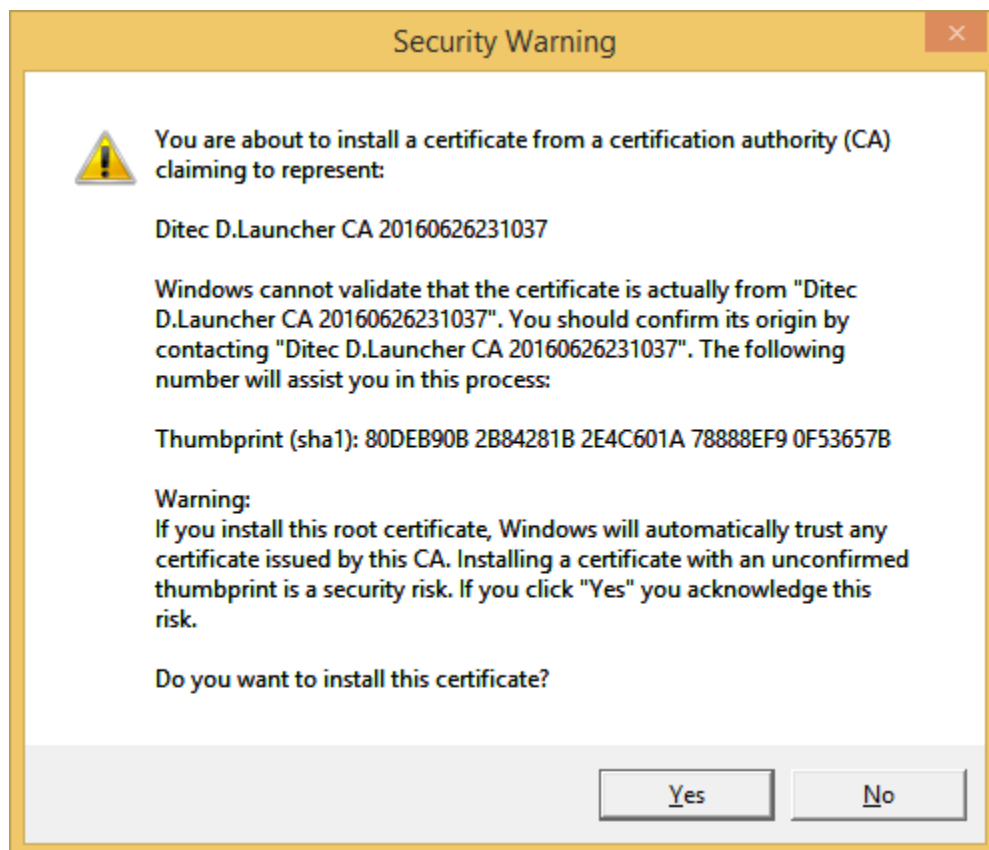 Security Warning
You are about to install a certificate from a certification authority (CA)
claiming to represent:
Ditec D.Launcher CA 20160626231037
Windows cannot validate that the certificate is actually from "Ditec
D.Launcher CA 20160626231037". You should confirm its origin by
contacting "Ditec D.Launcher CA 20160626231037". The following
number will assist you in this process:
Thumbprint (sha1): 80DEB90B 2B84281B 2E4C601A 78888EF9 0F53657B
Warning:
If you install this root certificate, Windows will automatically trust any
certificate issued by this CA. Installing a certificate with an unconfirmed
thumbprint is a security risk. If you click "Yes" you acknowledge this
risk.
Do you want to install this certificate?
Yes No